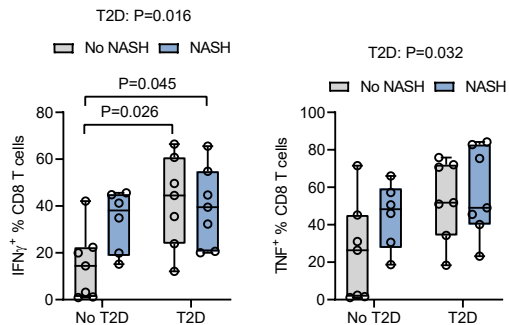 T2D: P=0.016
No NASH NASH
P=0.045
P=0.026
IFNγ+ % CD8 T cells
80
60
40
20
0
No T2D T2D
T2D: P=0.032
No NASH NASH
TNF+ % CD8 T cells
100
80
60
40
20
0
No T2D T2D